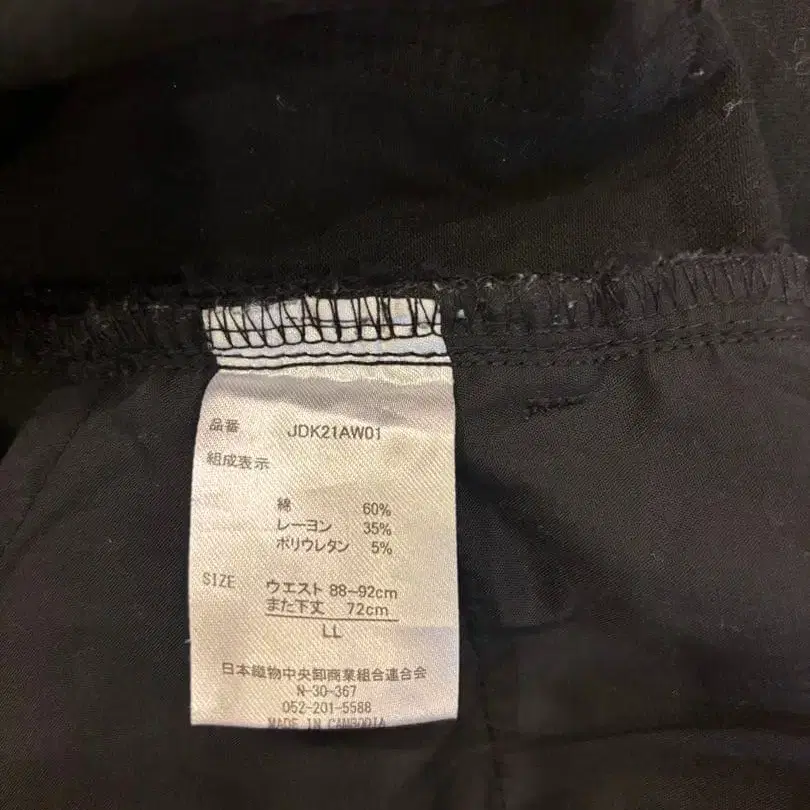 品番 JDK21AW01
組成表示
綿 60%
レーヨン 35%
ポリウレタン 5%
SIZE ウエスト 88-92cm
また下丈 72cm
LL
日本織物中央卸商業組合連合会
N-30-367
052-201-5588
MADE IN CAMBODIA